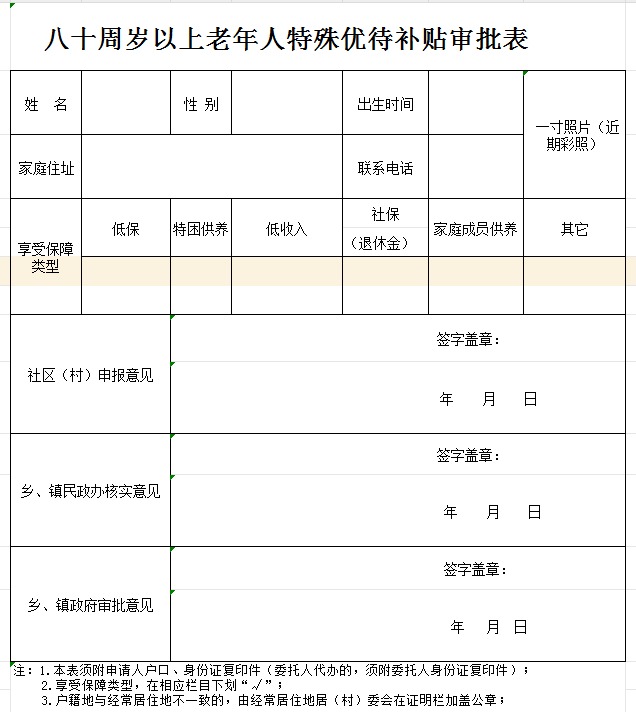 八十周岁以上老年人特殊优待补贴审批表
姓 名
性 别
出生时间
一寸照片（近
期彩照）
家庭住址
联系电话
享受保障
类型
低保
特困供养
低收入
社保
（退休金）
家庭成员供养
其它
社区（村）申报意见
签字盖章：
年 月 日
乡、镇民政办核实意见
签字盖章：
年 月 日
乡、镇政府审批意见
签字盖章：
年 月 日
注：1.本表须附申请人户口、身份证复印件（委托人代办的，须附委托人身份证复印件）；
2.享受保障类型，在相应栏目下划“√”；
3.户籍地与经常居住地不一致的，由经常居住地居（村）委会在证明栏加盖公章；